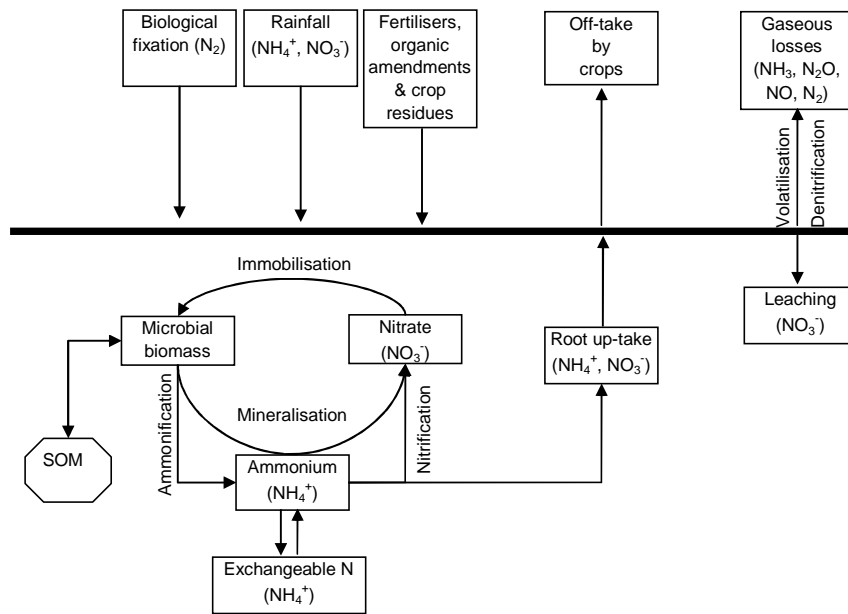 Biological
fixation (N₂)
Rainfall
(NH₄⁺, NO₃⁻)
Fertilisers,
organic
amendments
& crop
residues
Off-take
by
crops
Gaseous
losses
(NH₃, N₂O,
NO, N₂)
Volatilisation
Denitrification
Immobilisation
Microbial
biomass
Nitrate
(NO₃⁻)
Root up-take
(NH₄⁺, NO₃⁻)
Leaching
(NO₃⁻)
Ammonification
Mineralisation
Nitrification
SOM
Ammonium
(NH₄⁺)
Exchangeable N
(NH₄⁺)